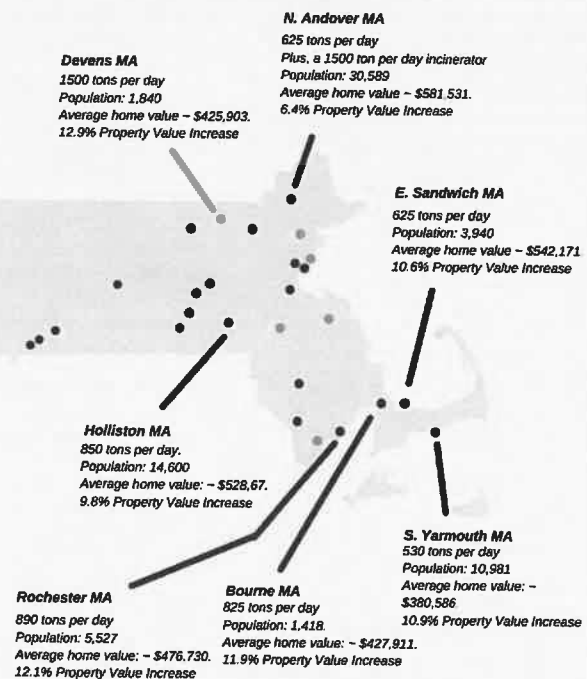 N. Andover MA
625 tons per day
Plus, a 1500 ton per day incinerator
Population: 30,589
Average home value ~ $581,531.
6.4% Property Value Increase
Devens MA
1500 tons per day
Population: 1,840
Average home value ~ $425,903.
12.9% Property Value Increase
E. Sandwich MA
625 tons per day
Population: 3,940
Average home value ~ $542,171
10.6% Property Value Increase
Holliston MA
850 tons per day.
Population: 14,600
Average home value: ~ $528,67.
9.8% Property Value Increase
S. Yarmouth MA
530 tons per day
Population: 10,981
Average home value: ~
$380,586
10.9% Property Value Increase
Rochester MA
890 tons per day
Population: 5,527
Average home value: ~ $476,730.
12.1% Property Value Increase
Bourne MA
825 tons per day
Population: 1,418.
Average home value: ~ $427,911.
11.9% Property Value Increase